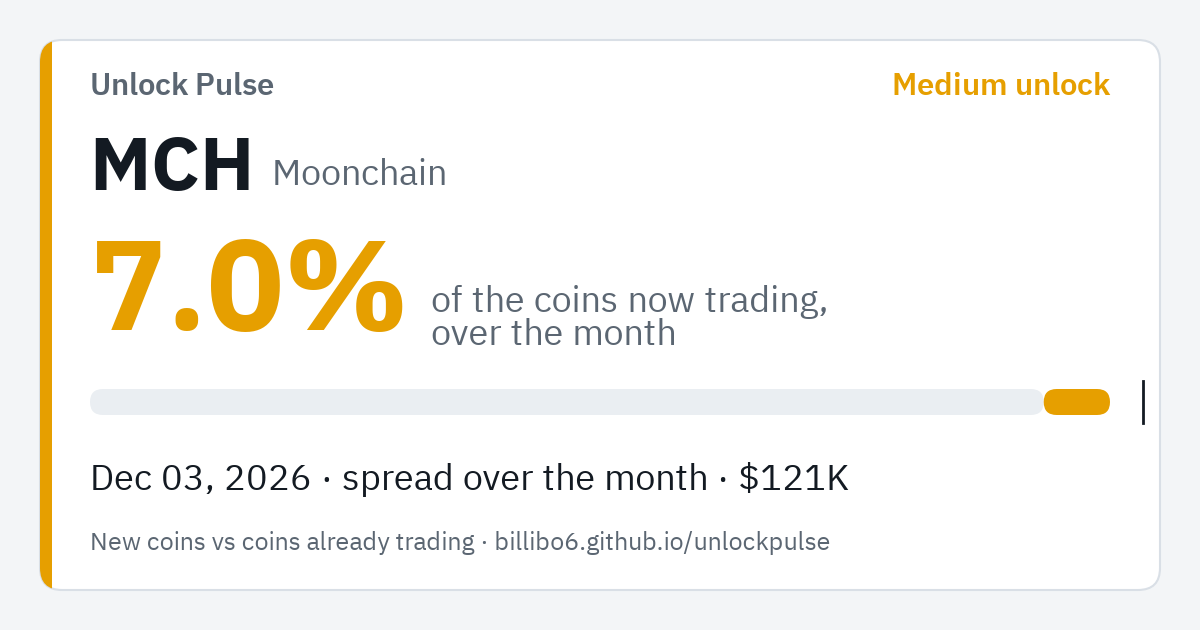 Unlock Pulse
Medium unlock
MCH Moonchain
7.0% of the coins now trading,
over the month
Dec 03, 2026 · spread over the month · $121K
New coins vs coins already trading · billibo6.github.io/unlockpulse